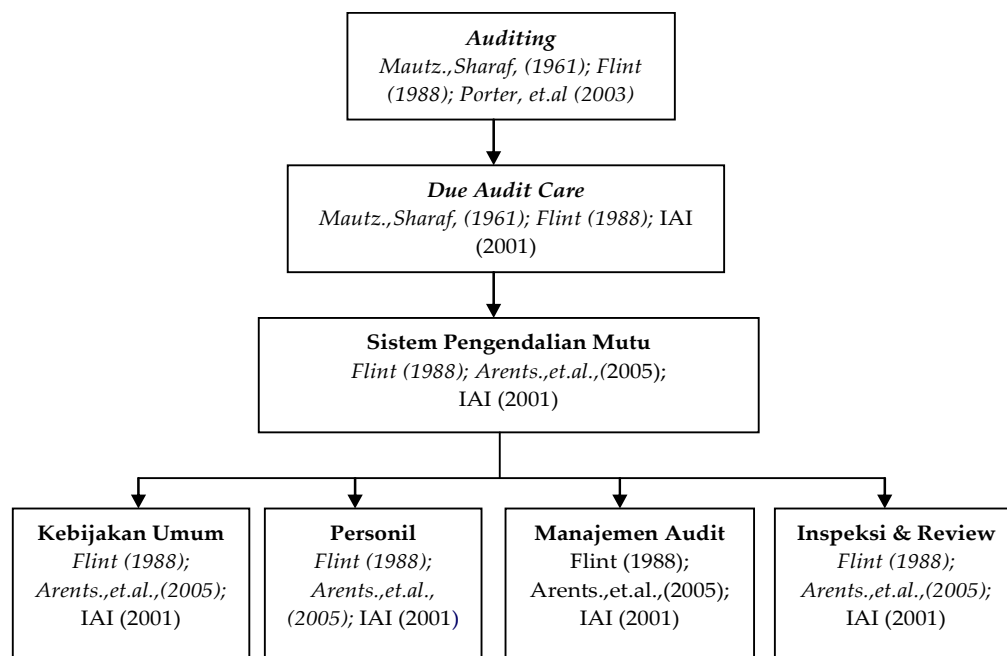 Auditing
Mautz.,Sharaf, (1961); Flint
(1988); Porter, et.al (2003)
Due Audit Care
Mautz.,Sharaf, (1961); Flint (1988); IAI
(2001)
Sistem Pengendalian Mutu
Flint (1988); Arents.,et.al.,(2005);
IAI (2001)
Kebijakan Umum
Flint (1988);
Arents.,et.al.,(2005);
IAI (2001)
Personil
Flint (1988);
Arents.,et.al.,
(2005); IAI (2001)
Manajemen Audit
Flint (1988);
Arents.,et.al.,(2005);
IAI (2001)
Inspeksi & Review
Flint (1988);
Arents.,et.al.,(2005);
IAI (2001)